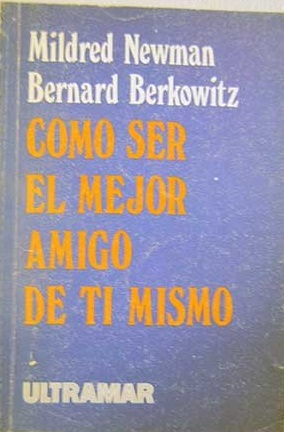 Mildred Newman
Bernard Berkowitz
COMO SER
EL MEJOR
AMIGO
DE TI MISMO
ULTRAMAR